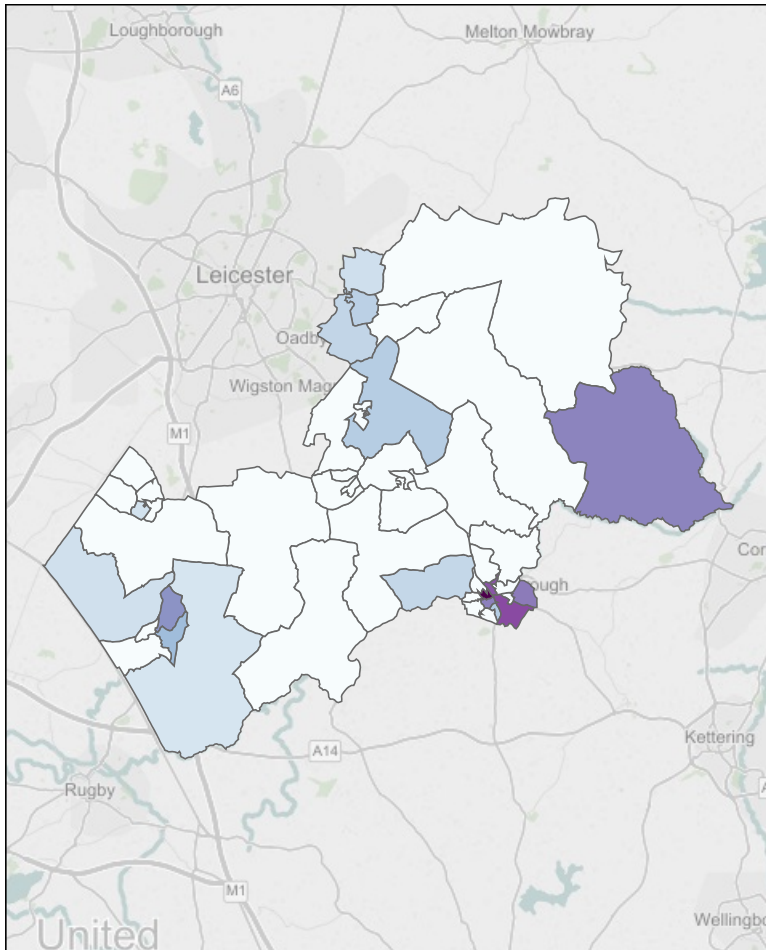 Loughborough
Melton Mowbray
A6
Leicester
Oadby
Wigston Mag
M1
Cor
ough
A14
Kettering
Rugby
M1
Wellingbo
United